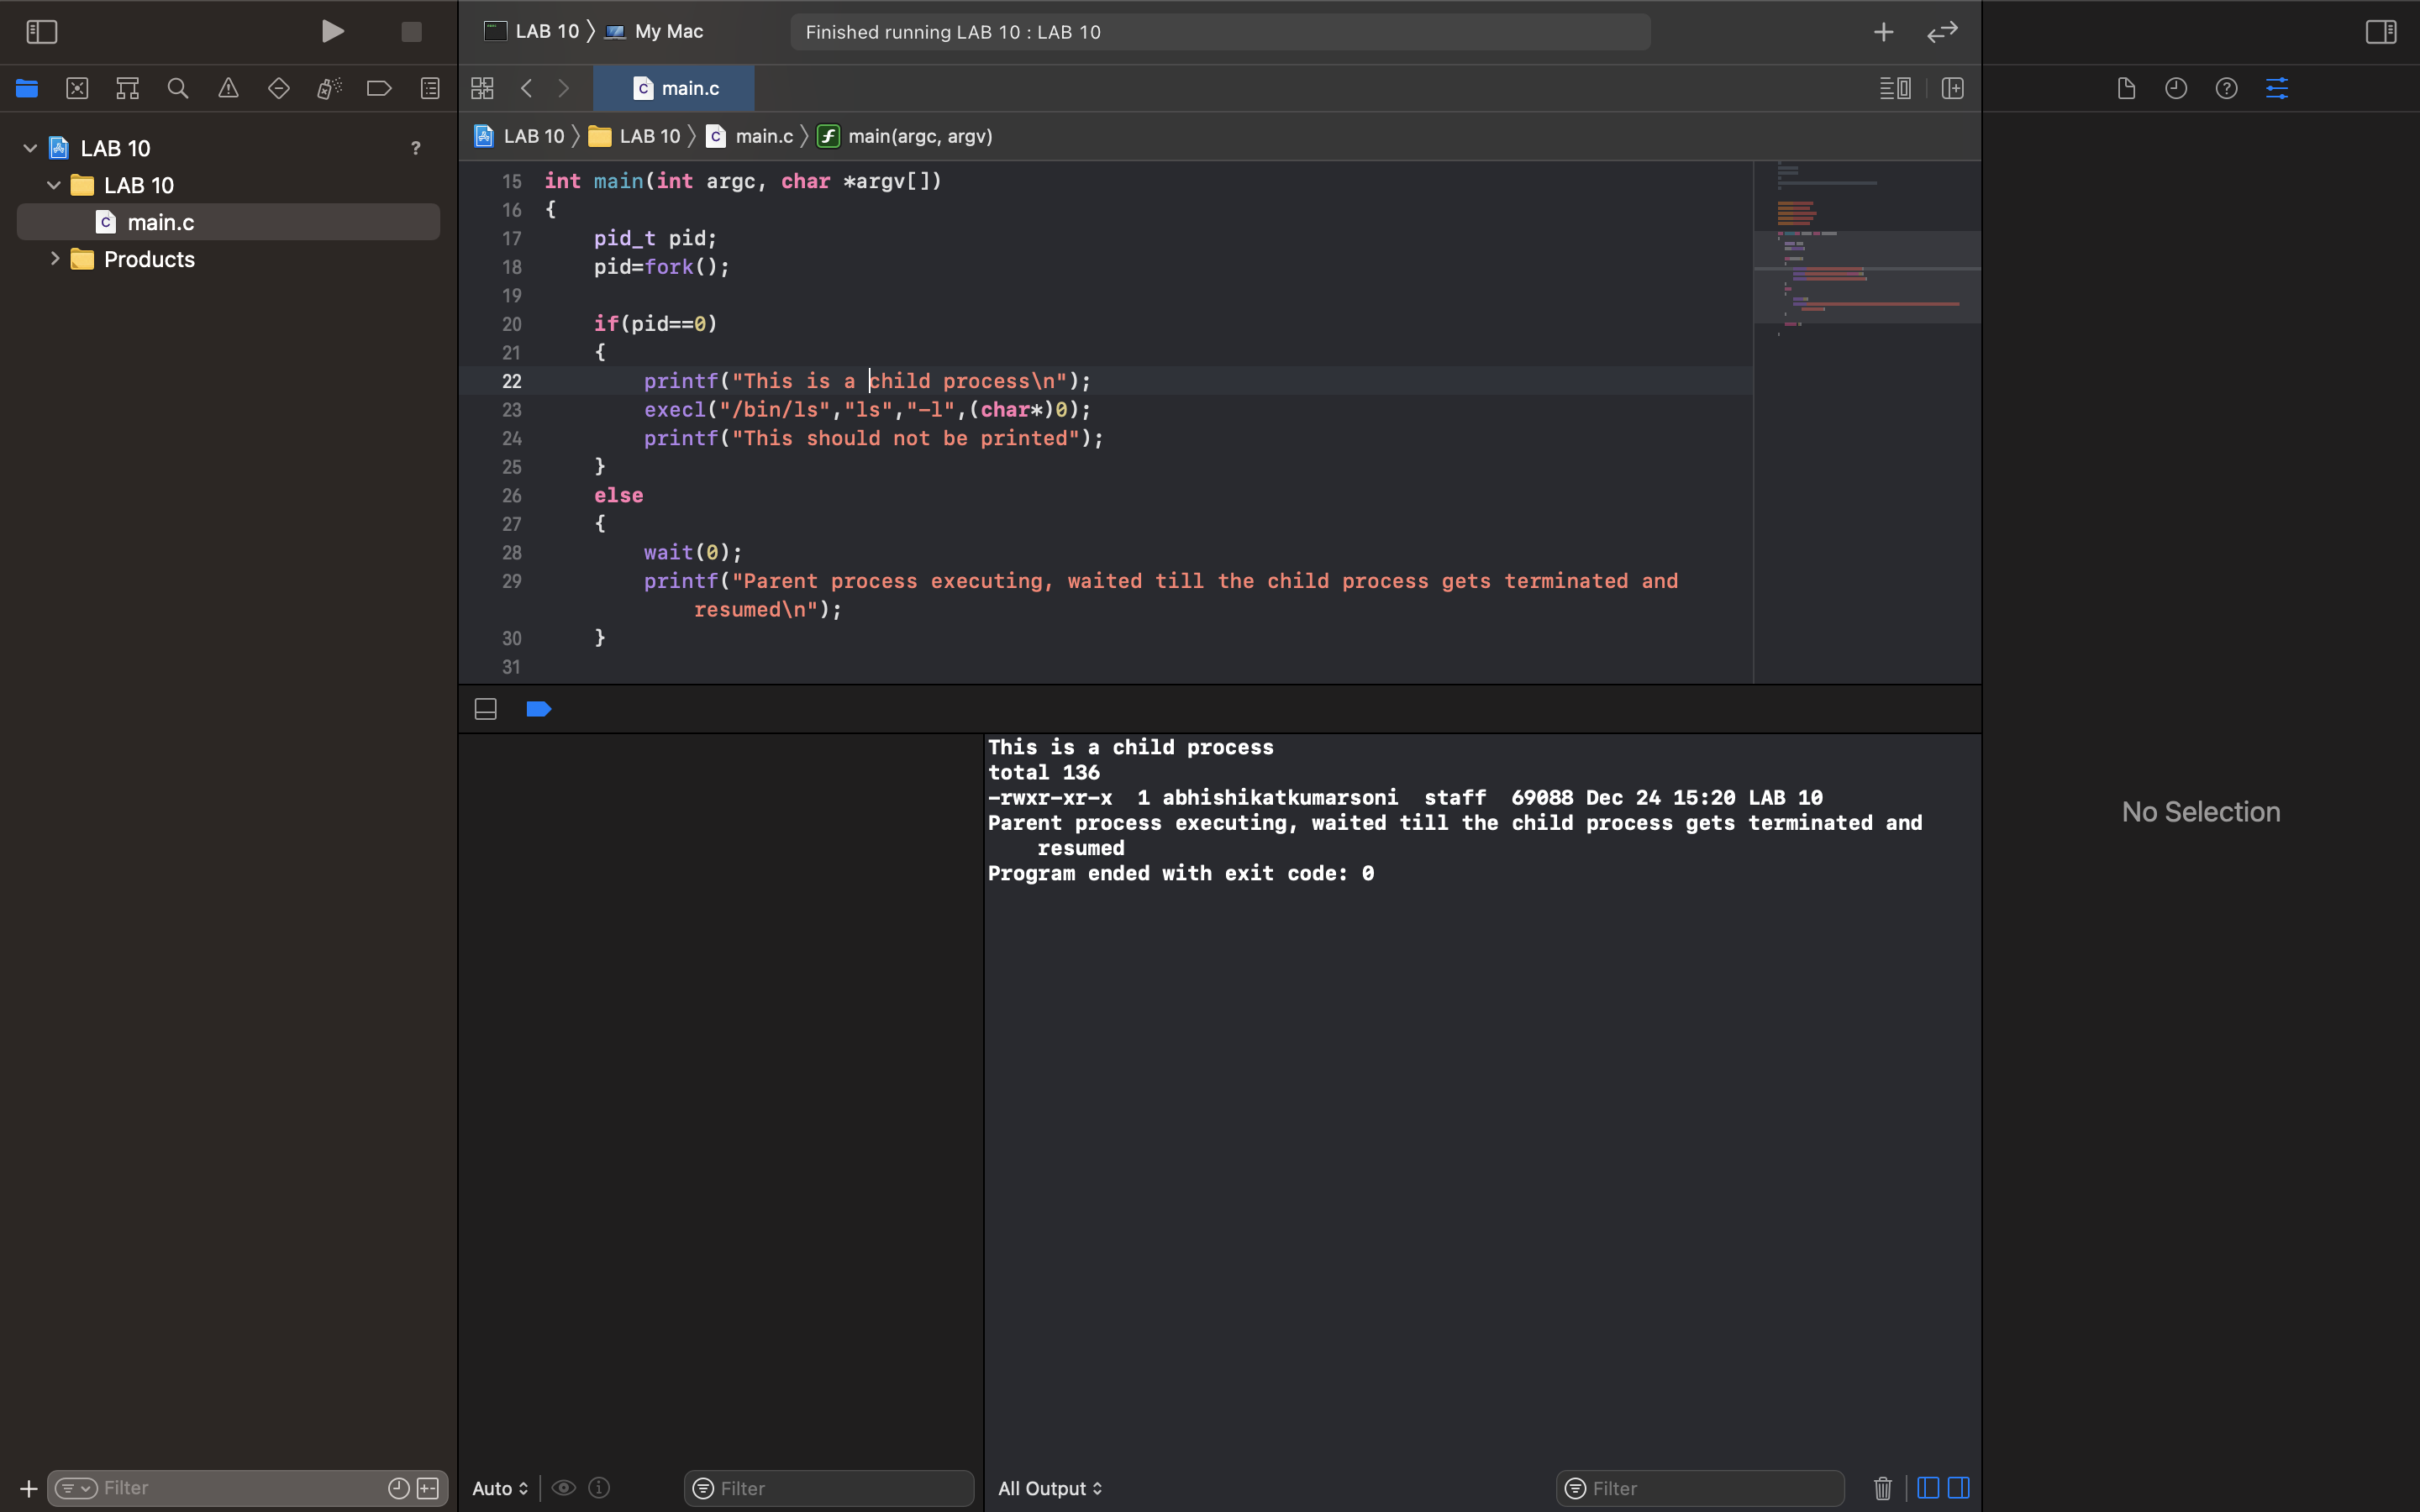 LAB 10 〉 My Mac
Finished running LAB 10 : LAB 10
main.c
LAB 10 〉 LAB 10 〉 main.c 〉 main(argc, argv)
LAB 10 ?
LAB 10
main.c
Products
15 int main(int argc, char *argv[])
16 {
17     pid_t pid;
18     pid=fork();
19
20     if(pid==0)
21     {
22         printf("This is a child process\n");
23         execl("/bin/ls","ls","-l",(char*)0);
24         printf("This should not be printed");
25     }
26     else
27     {
28         wait(0);
29         printf("Parent process executing, waited till the child process gets terminated and
resumed\n");
30     }
31
This is a child process
total 136
-rwxr-xr-x  1 abhishikatkumarsoni  staff  69088 Dec 24 15:20 LAB 10
Parent process executing, waited till the child process gets terminated and
resumed
Program ended with exit code: 0
No Selection
Filter
Auto
Filter
All Output
Filter